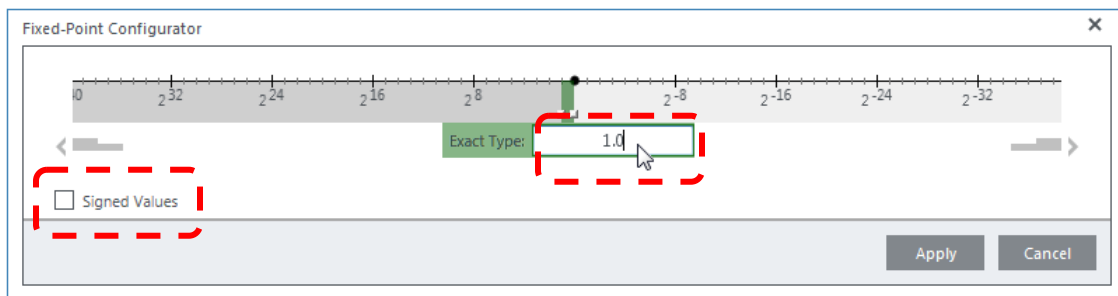 Fixed-Point Configurator
40 2^32 2^24 2^16 2^8 2^-8 2^-16 2^-24 2^-32
Exact Type: 1.0
Signed Values
Apply Cancel